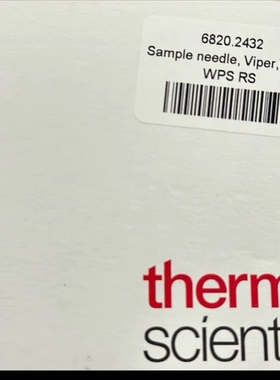 6820.2432
Sample needle, Viper,
WPS RS
therm
scient